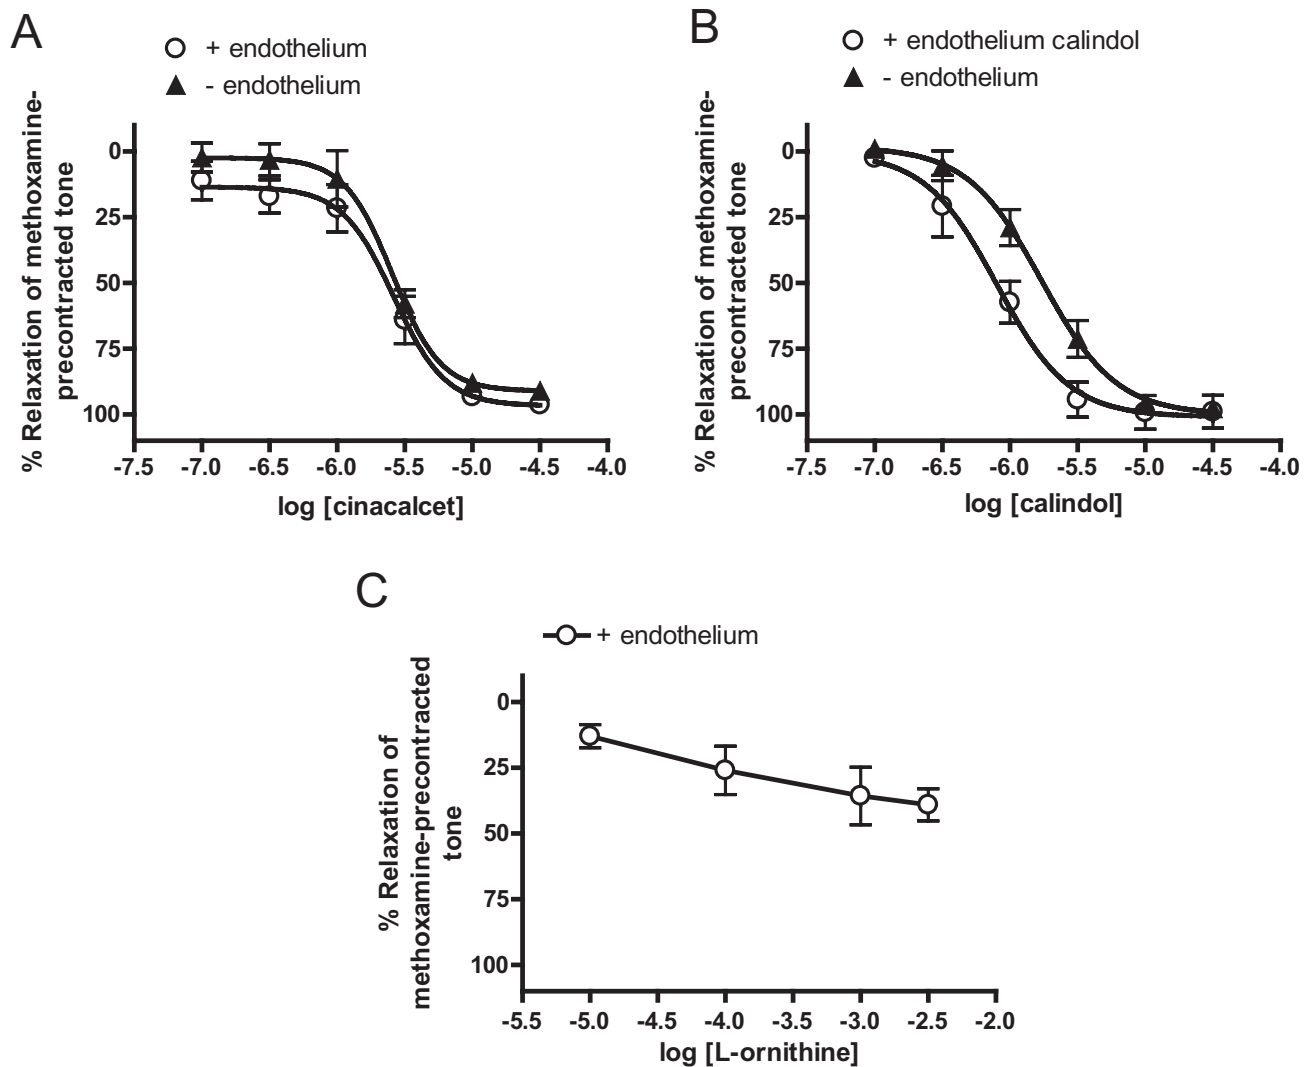 A
+ endothelium
- endothelium
% Relaxation of methoxamine-
precontracted tone
0
25
50
75
100
-7.5 -7.0 -6.5 -6.0 -5.5 -5.0 -4.5 -4.0
log [cinacalcet]
B
+ endothelium calindol
- endothelium
% Relaxation of methoxamine-
precontracted tone
0
25
50
75
100
-7.5 -7.0 -6.5 -6.0 -5.5 -5.0 -4.5 -4.0
log [calindol]
C
+ endothelium
% Relaxation of
methoxamine-precontracted
tone
0
25
50
75
100
-5.5 -5.0 -4.5 -4.0 -3.5 -3.0 -2.5 -2.0
log [L-ornithine]